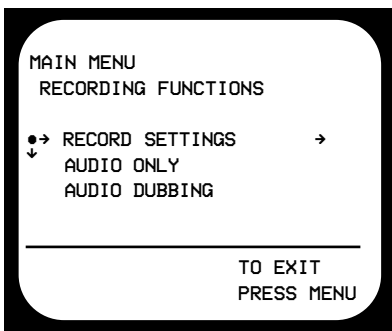 MAIN MENU
RECORDING FUNCTIONS
RECORD SETTINGS
AUDIO ONLY
AUDIO DUBBING
TO EXIT
PRESS MENU